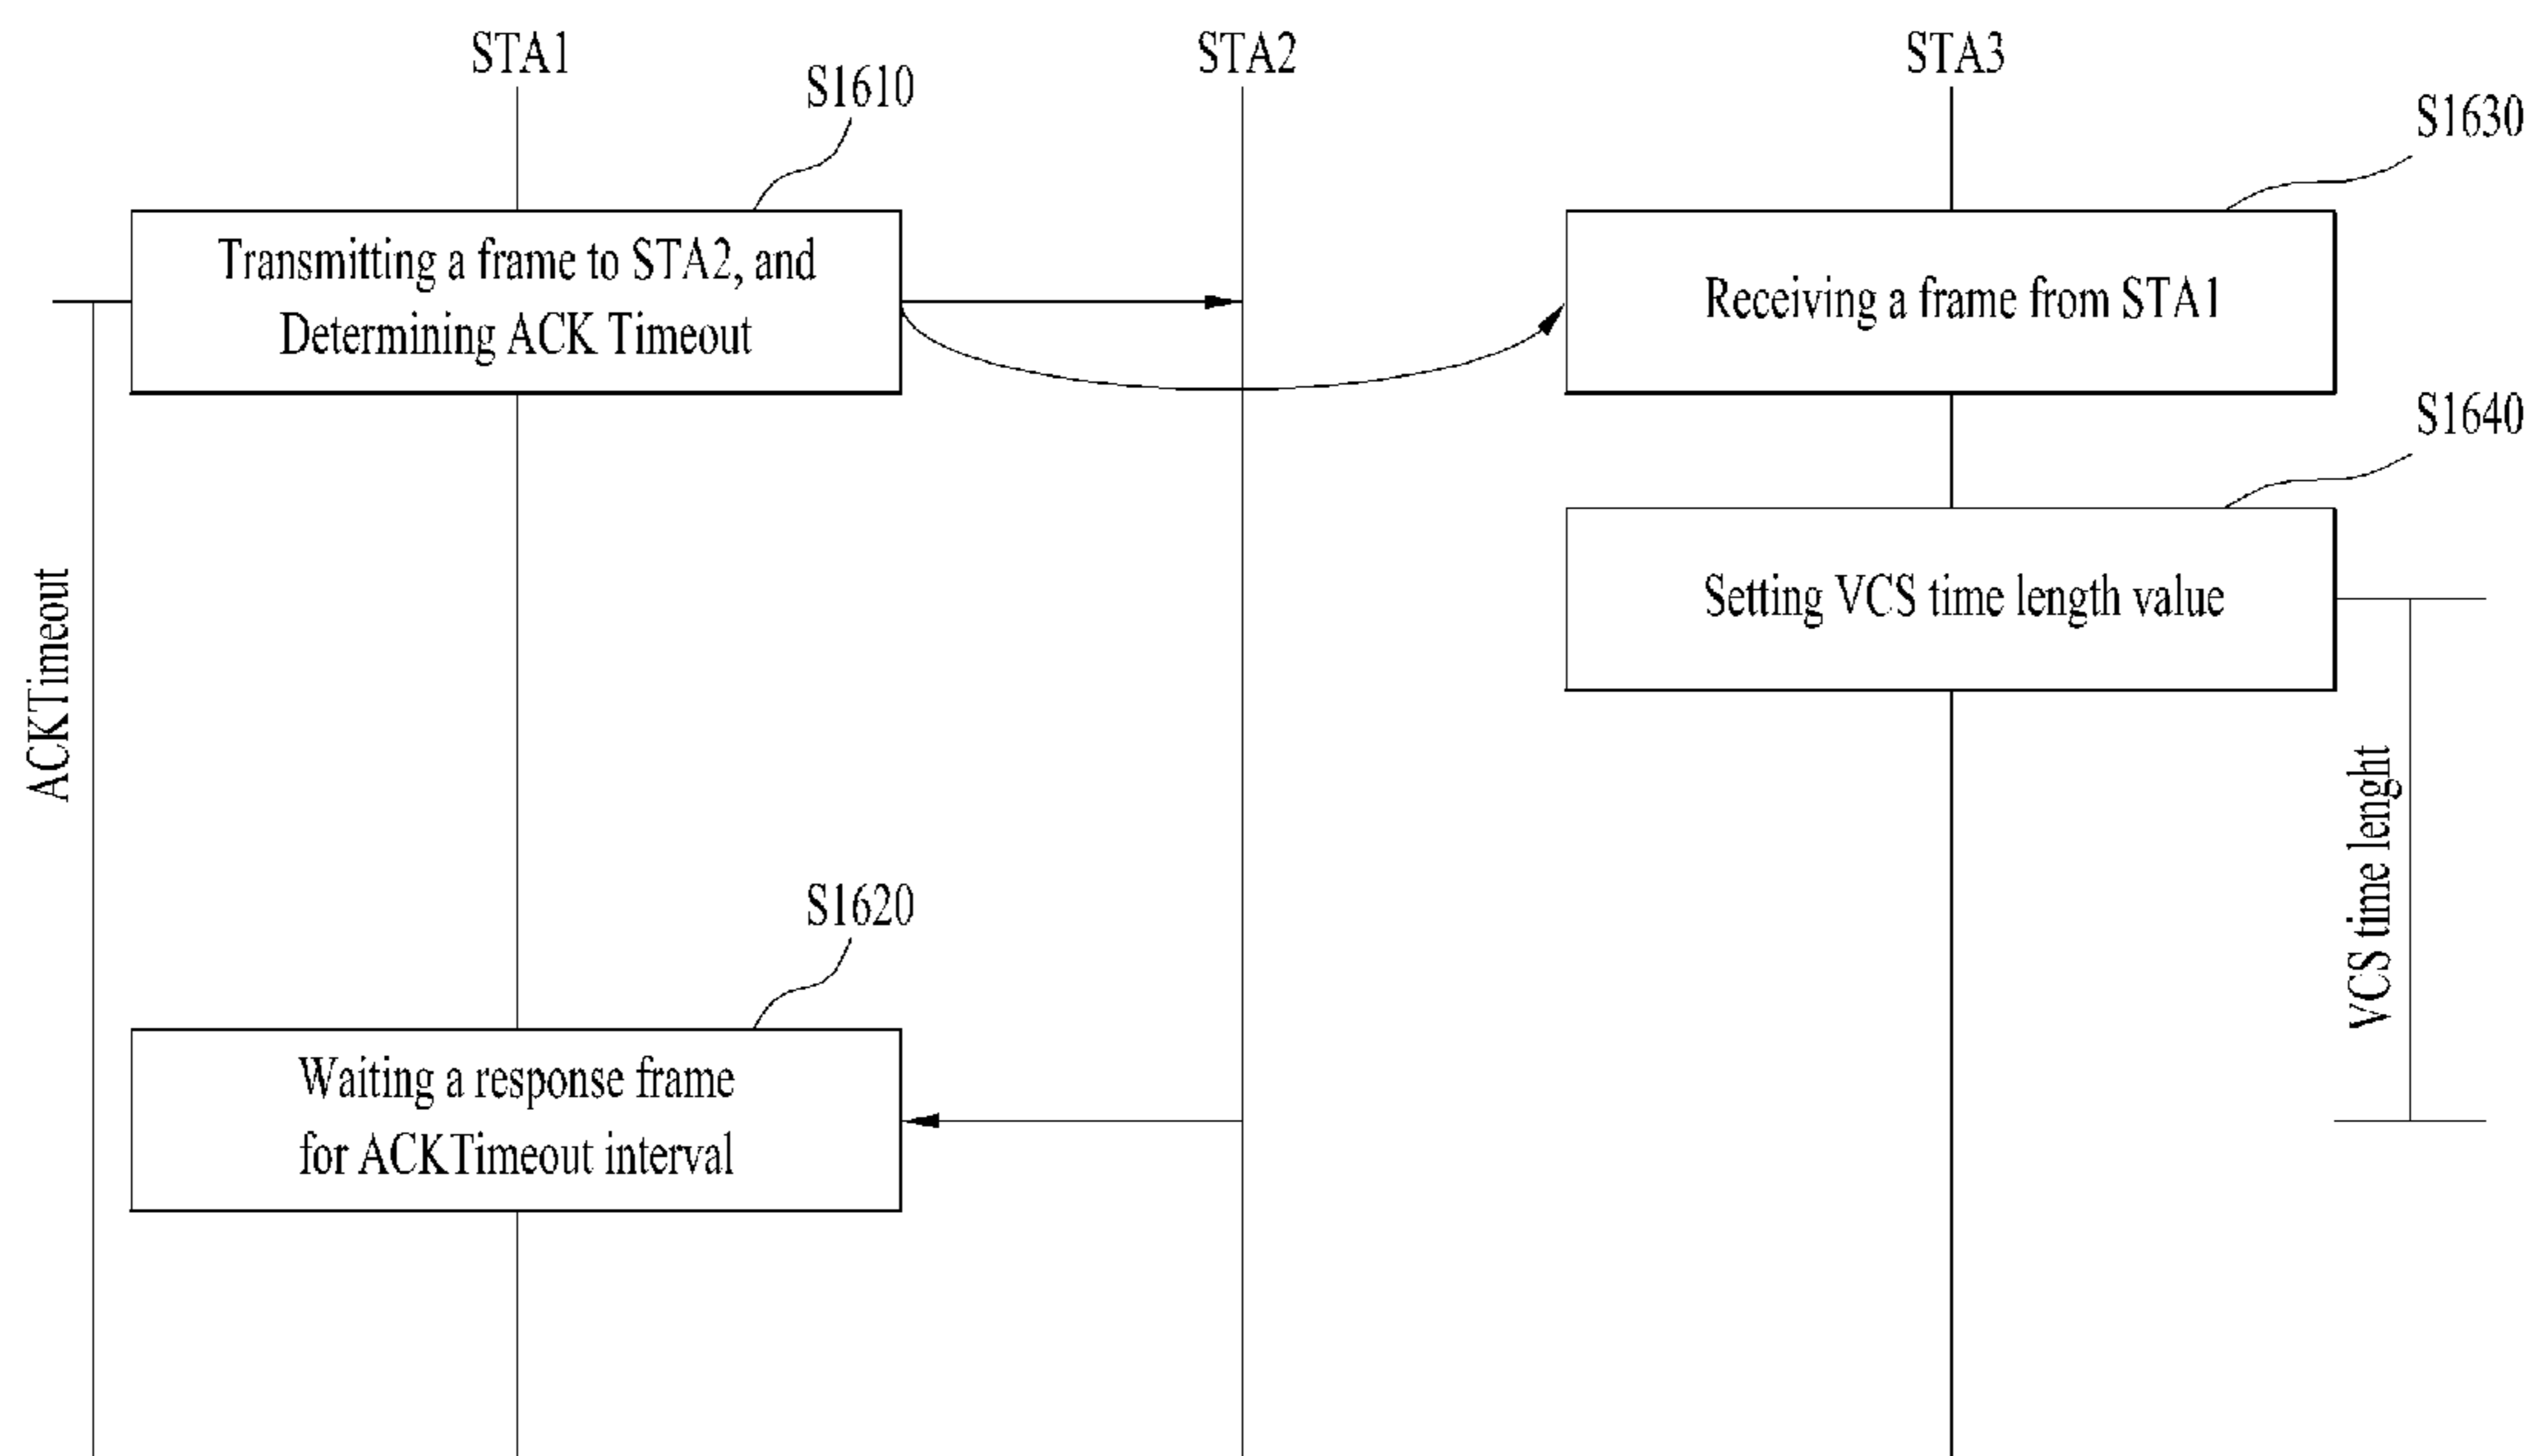 STA1
STA2
STA3
S1610
S1630
Transmitting a frame to STA2, and
Determining ACK Timeout
Receiving a frame from STA1
S1640
Setting VCS time length value
ACKTimeout
VCS time lenght
S1620
Waiting a response frame
for ACKTimeout interval